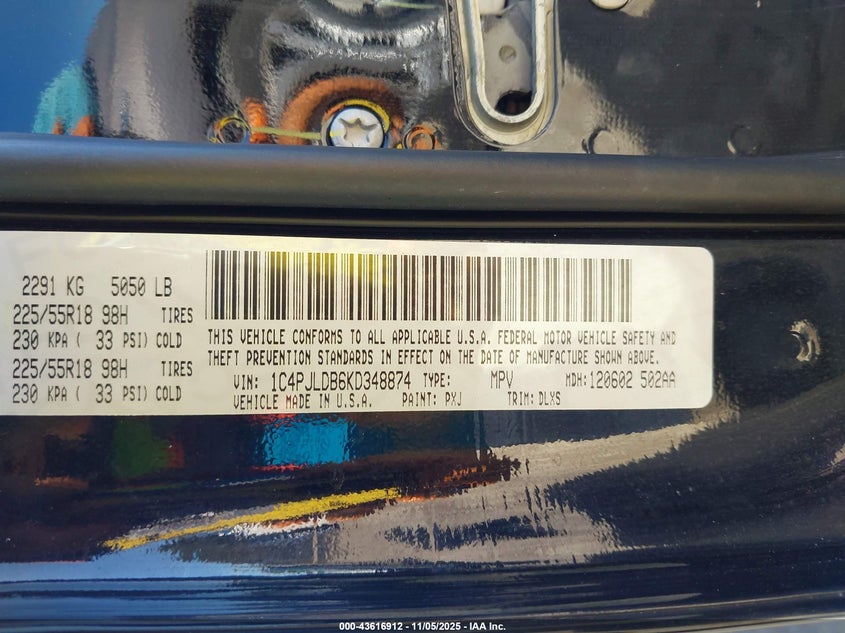 2291 KG 5050 LB
225/55R18 98H TIRES
230 KPA ( 33 PSI) COLD
225/55R18 98H TIRES
230 KPA ( 33 PSI) COLD
THIS VEHICLE CONFORMS TO ALL APPLICABLE U.S.A. FEDERAL MOTOR VEHICLE SAFETY AND
THEFT PREVENTION STANDARDS IN EFFECT ON THE DATE OF MANUFACTURE SHOWN ABOVE.
VIN: 1C4PJLDB6KD348874 TYPE: MPV MDH:120602 502AA
VEHICLE MADE IN U.S.A. PAINT: PXJ TRIM:DLXS
000-43616912 - 11/05/2025 - IAA Inc.